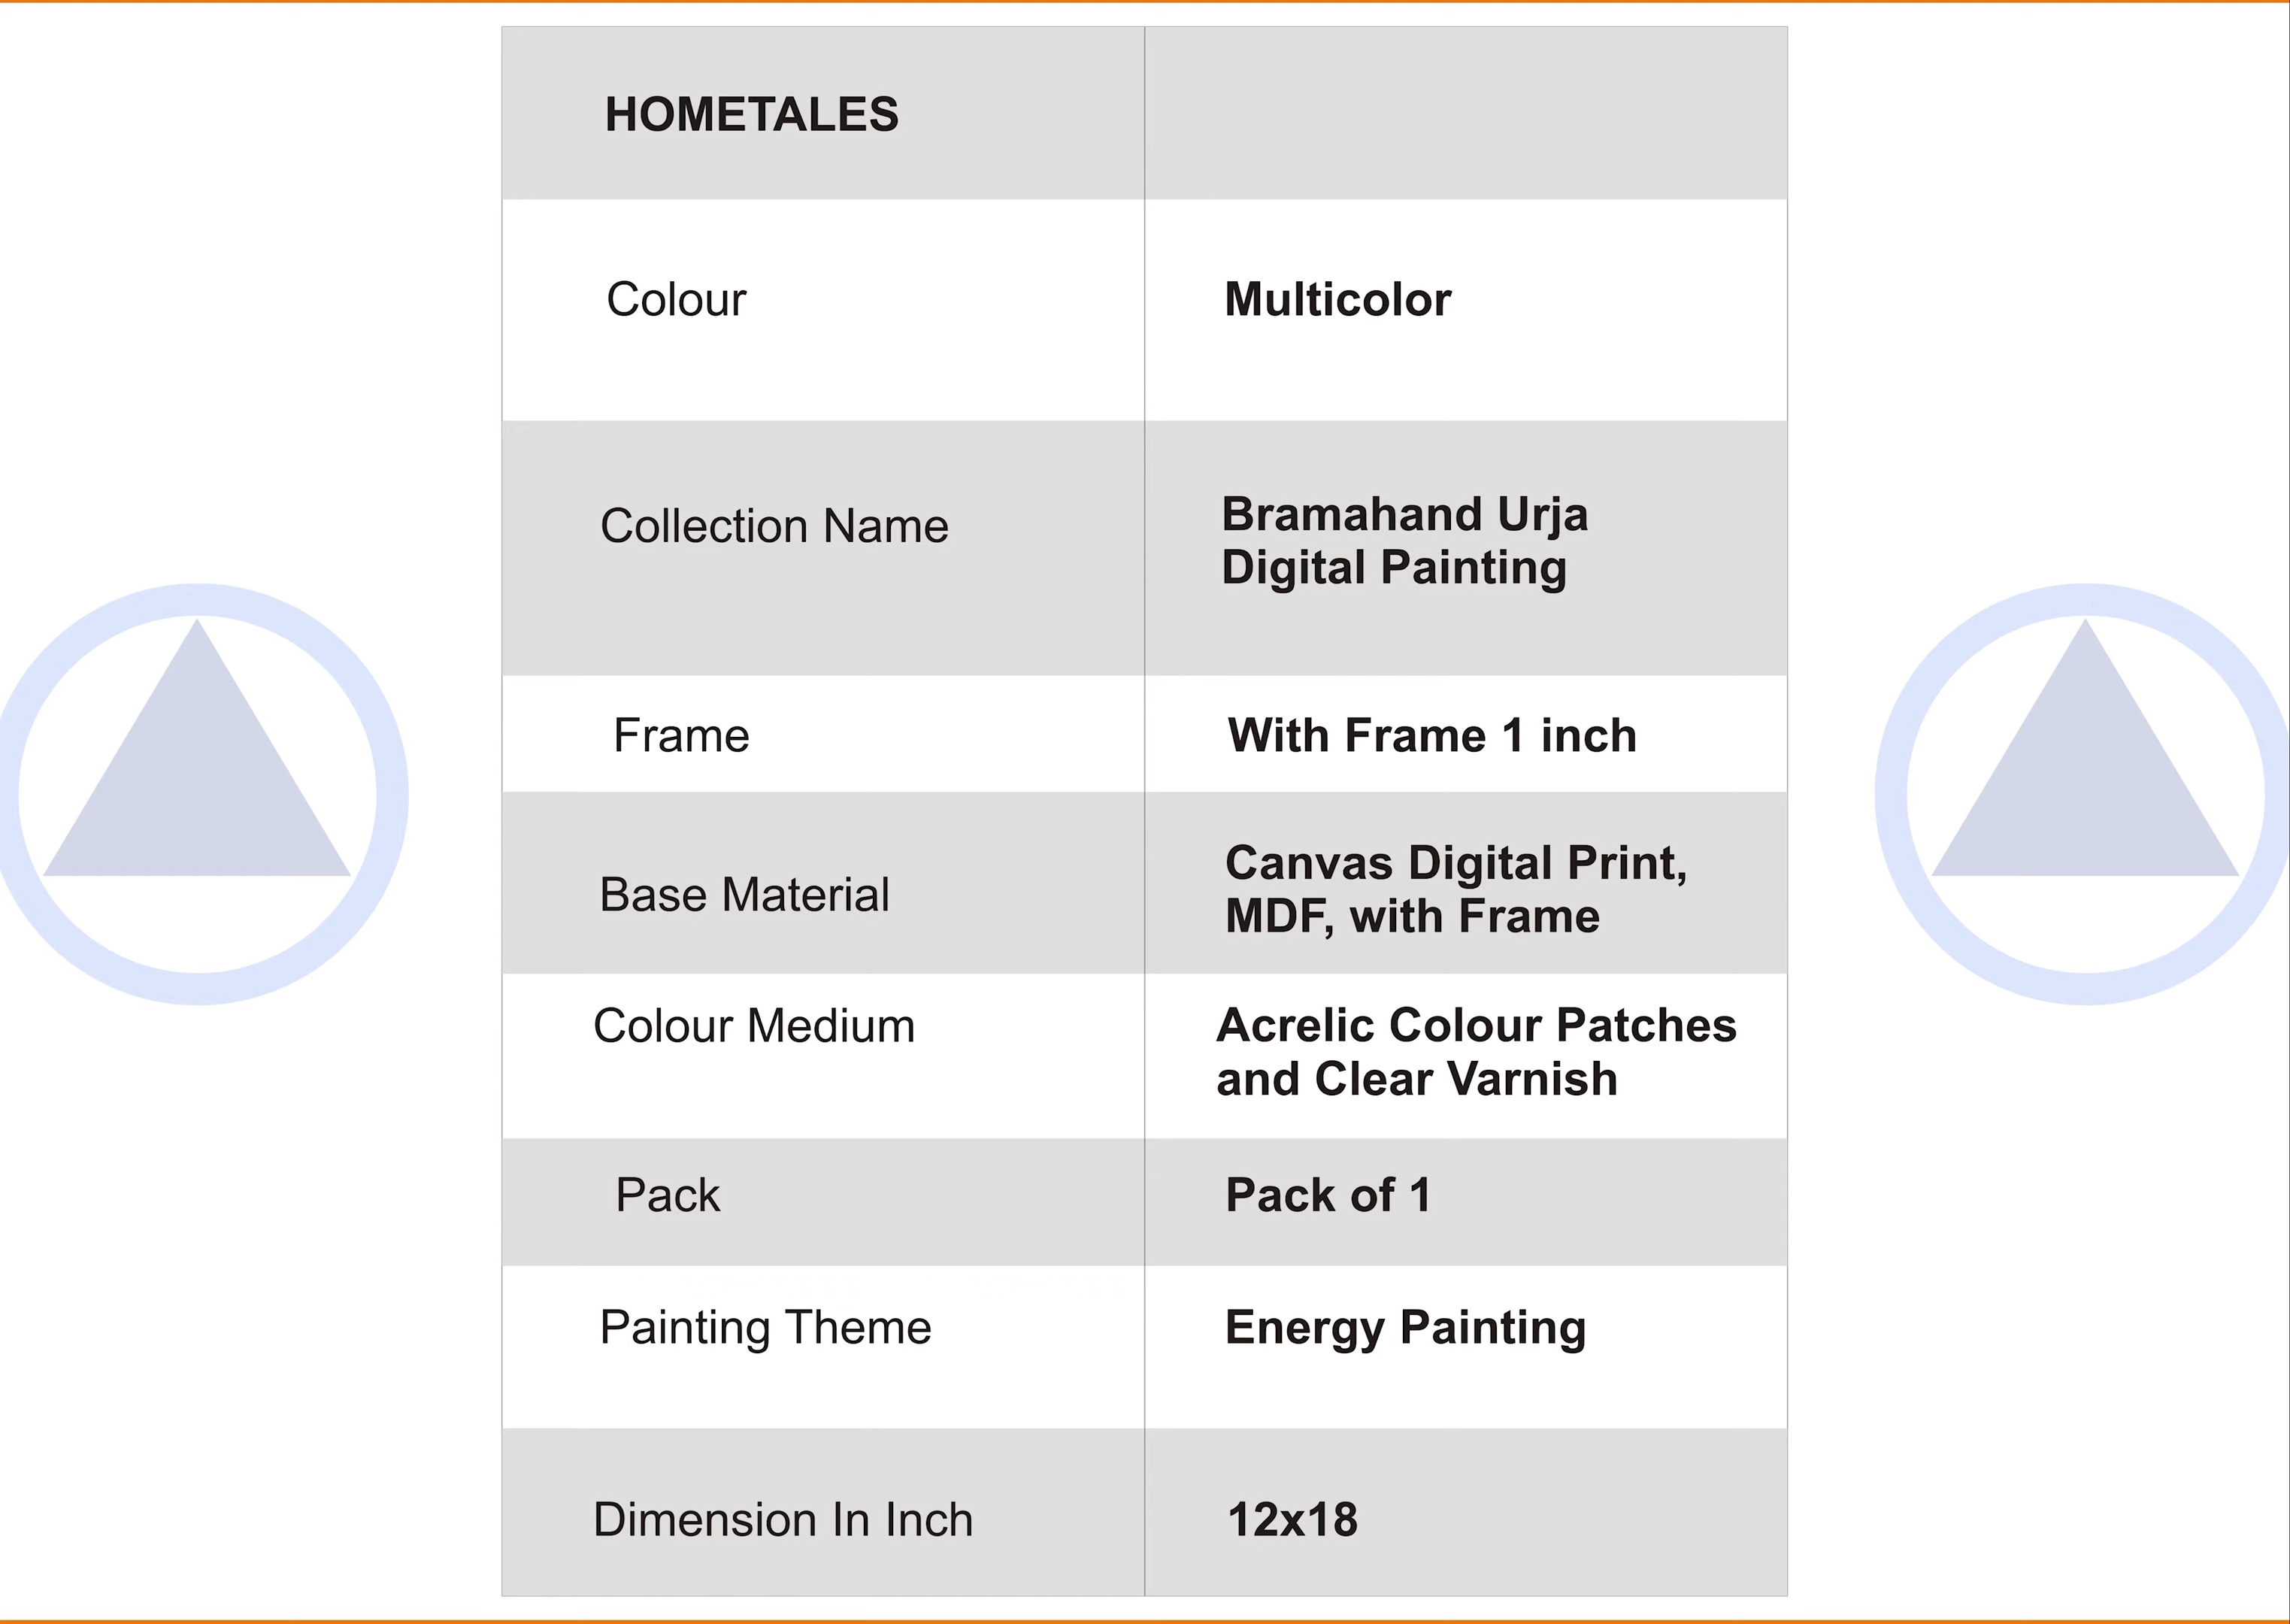 HOMETALES
Colour
Multicolor
Collection Name
Bramahand Urja
Digital Painting
Frame
With Frame 1 inch
Base Material
Canvas Digital Print,
MDF, with Frame
Colour Medium
Acrelic Colour Patches
and Clear Varnish
Pack
Pack of 1
Painting Theme
Energy Painting
Dimension In Inch
12x18